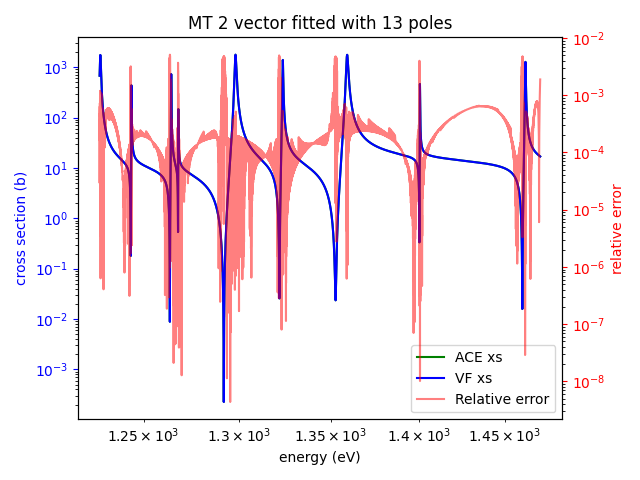 MT 2 vector fitted with 13 poles
cross section (b)
10³
10²
10¹
10⁰
10⁻¹
10⁻²
10⁻³
10⁻²
10⁻³
10⁻⁴
10⁻⁵
10⁻⁶
10⁻⁷
10⁻⁸
relative error
ACE xs
VF xs
Relative error
1.25 × 10³ 1.3 × 10³ 1.35 × 10³ 1.4 × 10³ 1.45 × 10³
energy (eV)